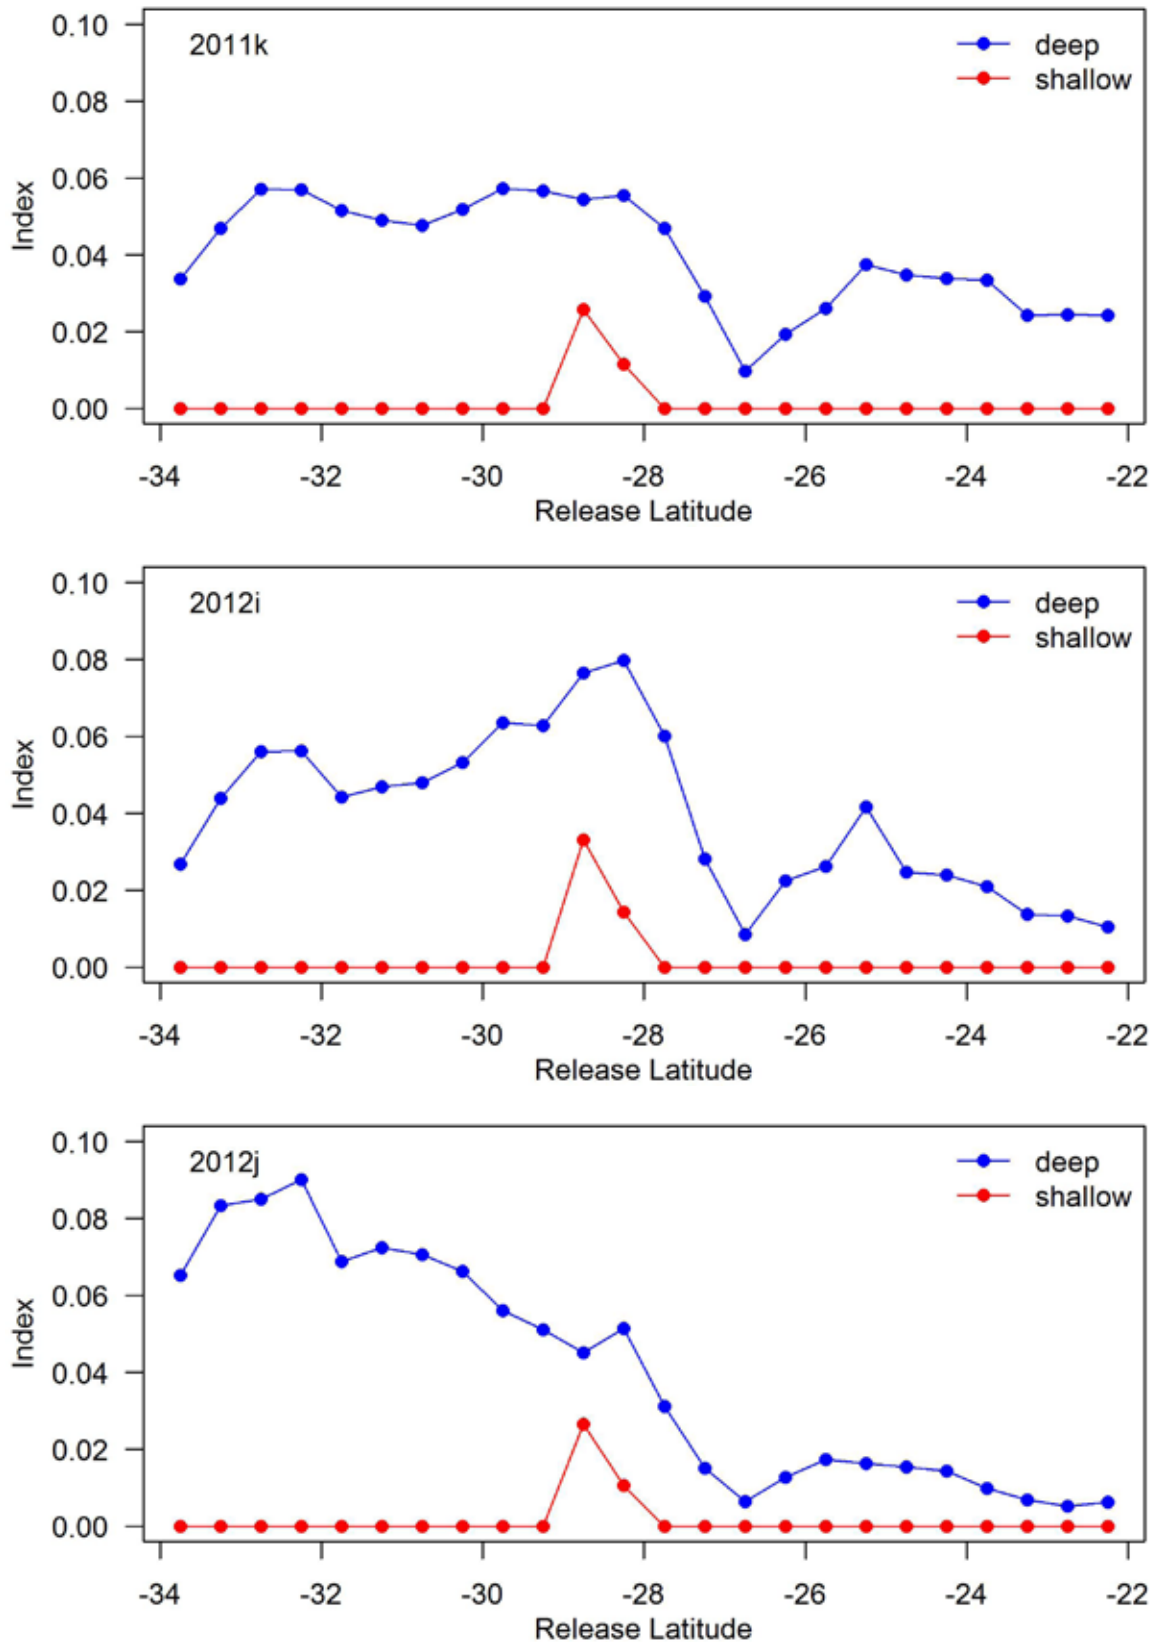 2011k
deep
shallow
0.10
0.08
0.06
0.04
0.02
0.00
Index
-34 -32 -30 -28 -26 -24 -22
Release Latitude
2012i
deep
shallow
0.10
0.08
0.06
0.04
0.02
0.00
Index
-34 -32 -30 -28 -26 -24 -22
Release Latitude
2012j
deep
shallow
0.10
0.08
0.06
0.04
0.02
0.00
Index
-34 -32 -30 -28 -26 -24 -22
Release Latitude